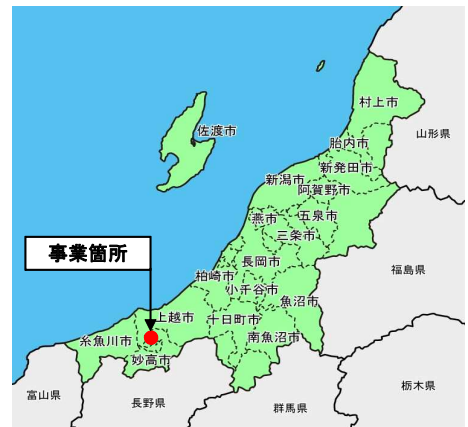 村上市
山形県
佐渡市
胎内市
新発田市
新潟市
阿賀野市
燕市
五泉市
三条市
事業箇所
長岡市
福島県
柏崎市
小千谷市
魚沼市
上越市
十日町市
糸魚川市
南魚沼市
妙高市
富山県
長野県
群馬県
栃木県